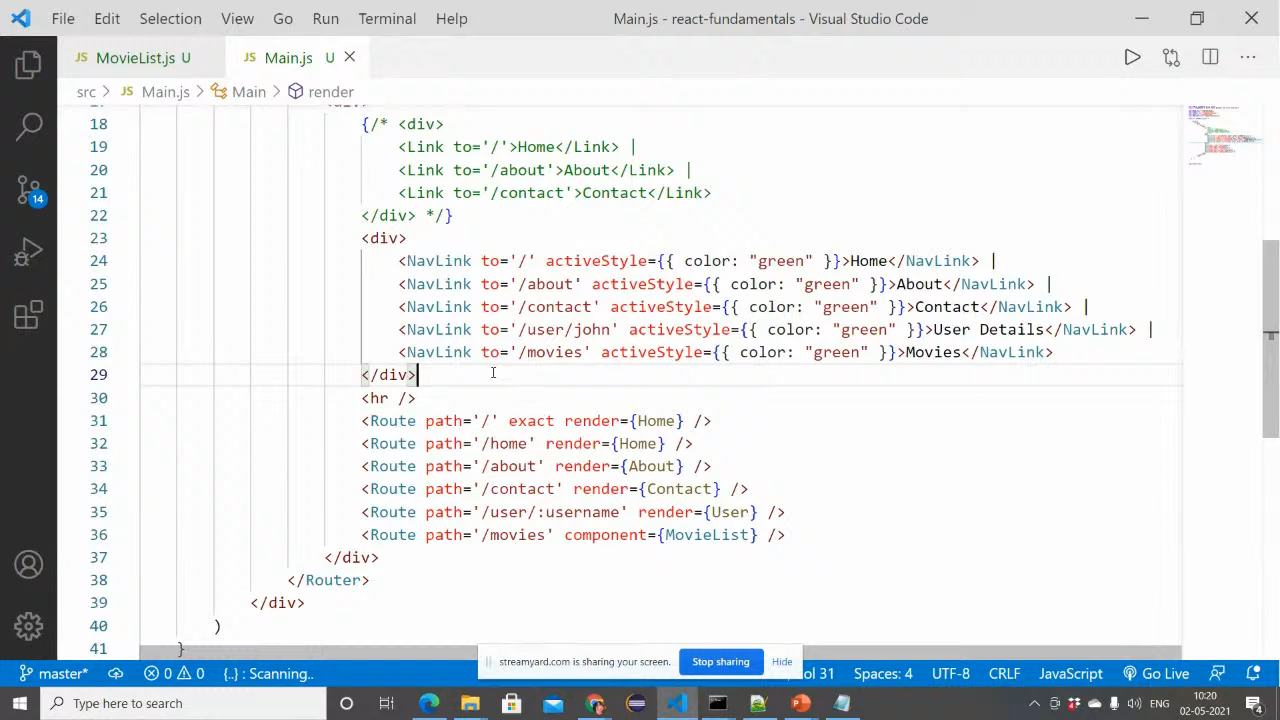 File Edit Selection View Go Run Terminal Help Main.js - react-fundamentals - Visual Studio Code
JS MovieList.js U JS Main.js U
src > JS Main.js > Main > render
18 {/* <div>
19 <Link to='/'>Home</Link> |
20 <Link to='/about'>About</Link> |
21 <Link to='/contact'>Contact</Link>
22 </div> */}
23 <div>
24 <NavLink to='/' activeStyle={{ color: "green" }}>Home</NavLink> |
25 <NavLink to='/about' activeStyle={{ color: "green" }}>About</NavLink> |
26 <NavLink to='/contact' activeStyle={{ color: "green" }}>Contact</NavLink> |
27 <NavLink to='/user/john' activeStyle={{ color: "green" }}>User Details</NavLink> |
28 <NavLink to='/movies' activeStyle={{ color: "green" }}>Movies</NavLink>
29 </div>
30 <hr />
31 <Route path='/' exact render={Home} />
32 <Route path='/home' render={Home} />
33 <Route path='/about' render={About} />
34 <Route path='/contact' render={Contact} />
35 <Route path='/user/:username' render={User} />
36 <Route path='/movies' component={MovieList} />
37 </div>
38 </Router>
39 </div>
40 )
41 }
14
streamyard.com is sharing your screen. Stop sharing Hide
master* 0 0 {..} : Scanning.. ol 31 Spaces: 4 UTF-8 CRLF JavaScript Go Live
Type here to search ENG 10:20
02-05-2021 4